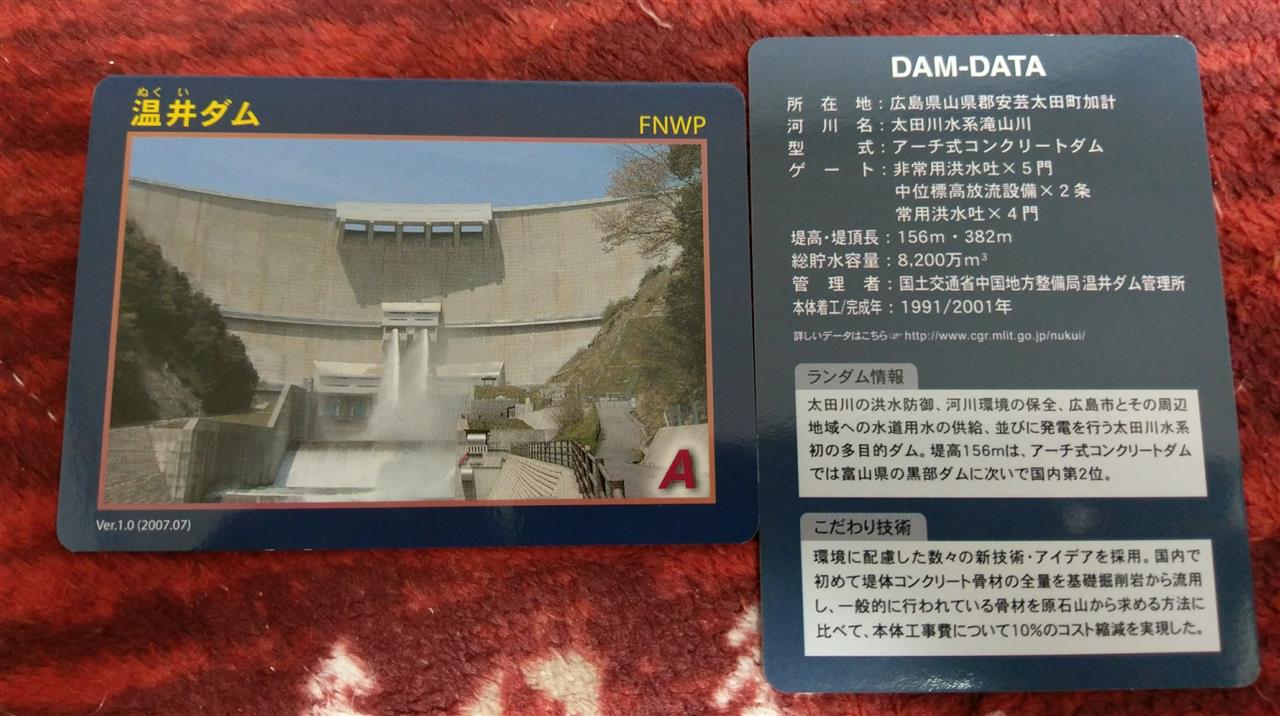 ぬくい
温井ダム
FNWP
A
Ver.1.0 (2007.07)
DAM-DATA
所在地：広島県山県郡安芸太田町加計
河川名：太田川水系滝山川
型式：アーチ式コンクリートダム
ゲート：非常用洪水吐×5門
中位標高放流設備×2条
常用洪水吐×4門
堤高・堤頂長：156m・382m
総貯水容量：8,200万m³
管理者：国土交通省中国地方整備局温井ダム管理所
本体着工/完成年：1991/2001年
詳しいデータはこちら☞http://www.cgr.mlit.go.jp/nukui/
ランダム情報
太田川の洪水防御、河川環境の保全、広島市とその周辺
地域への水道用水の供給、並びに発電を行う太田川水系
初の多目的ダム。堤高156mは、アーチ式コンクリートダム
では富山県の黒部ダムに次いで国内第2位。
こだわり技術
環境に配慮した数々の新技術・アイデアを採用。国内で
初めて堤体コンクリート骨材の全量を基礎掘削岩から流用
し、一般的に行われている骨材を原石山から求める方法に
比べて、本体工事費について10%のコスト縮減を実現した。